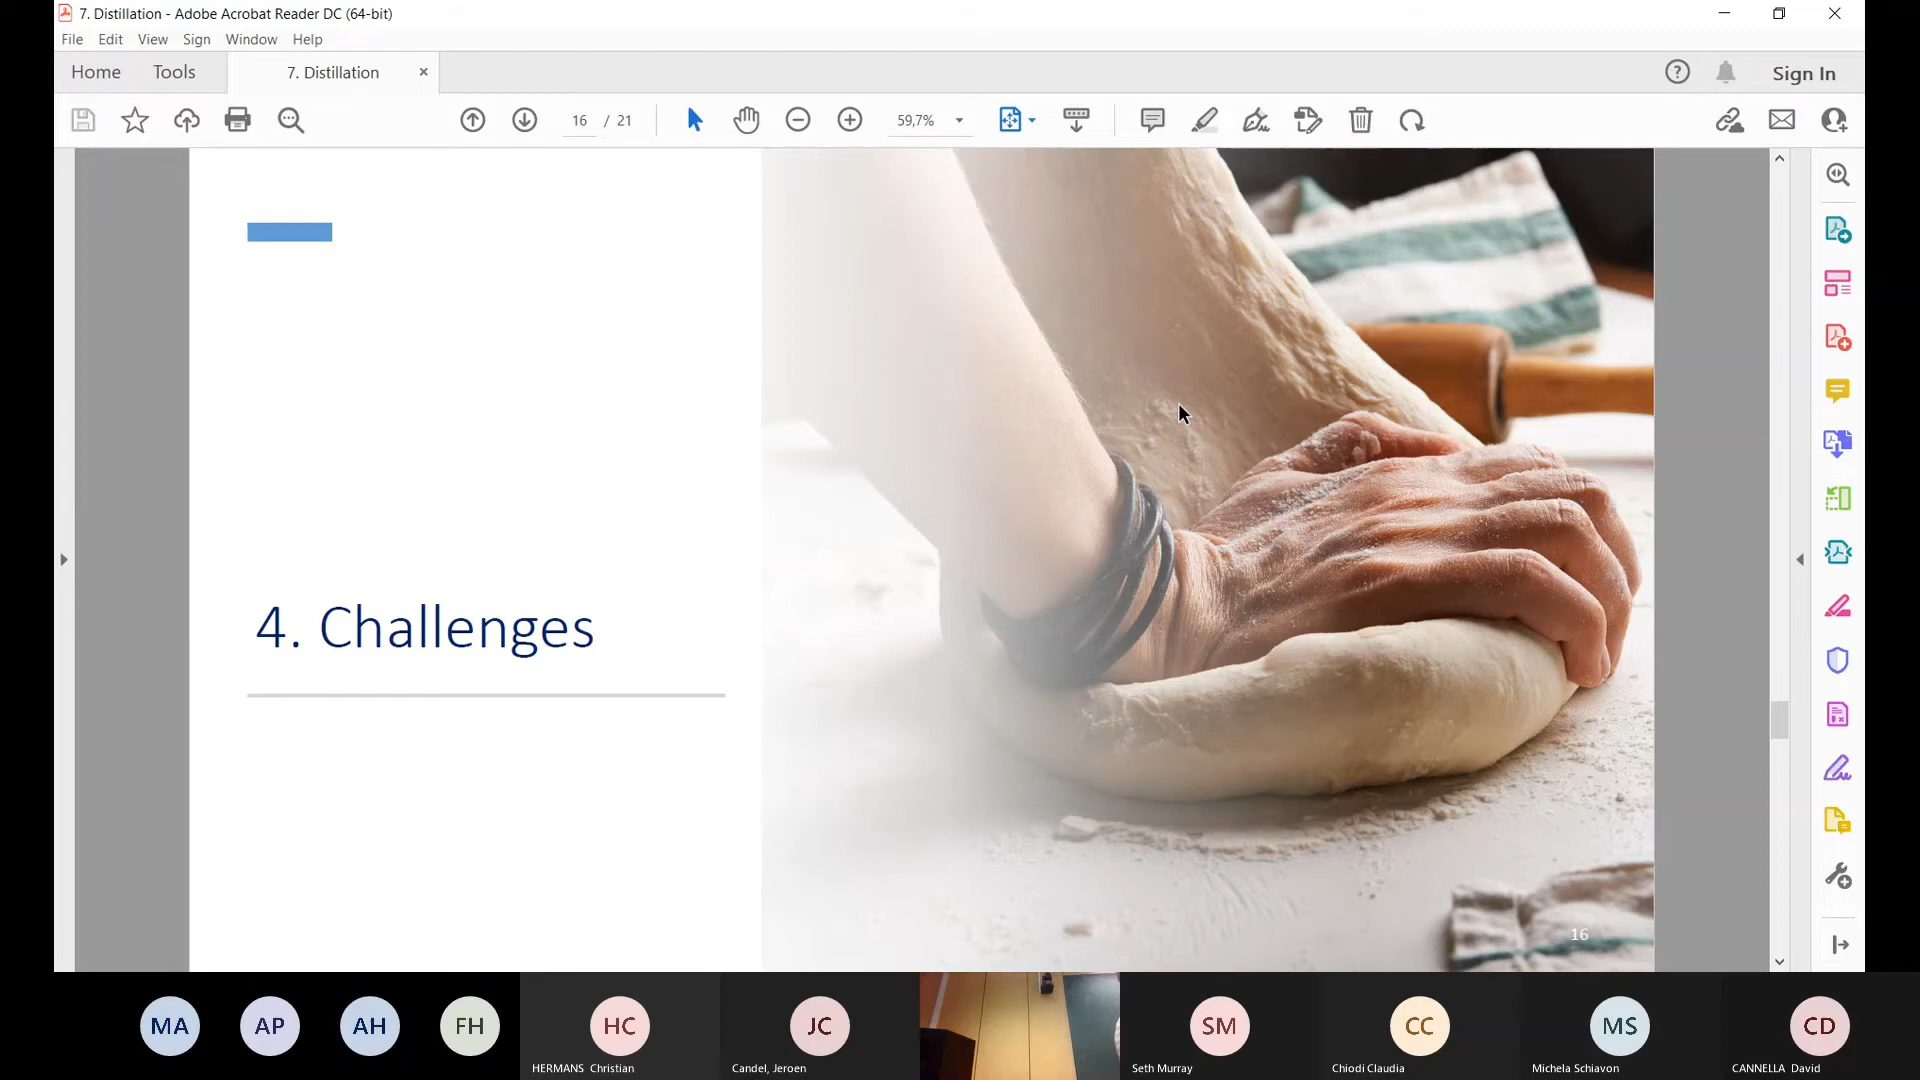 7. Distillation - Adobe Acrobat Reader DC (64-bit)
File Edit View Sign Window Help
Home Tools 7. Distillation Sign In
16 / 21 59,7%
4. Challenges
16
MA AP AH FH HC JC SM CC MS CD
HERMANS Christian Candel, Jeroen Seth Murray Chiodi Claudia Michela Schiavon CANNELLA David